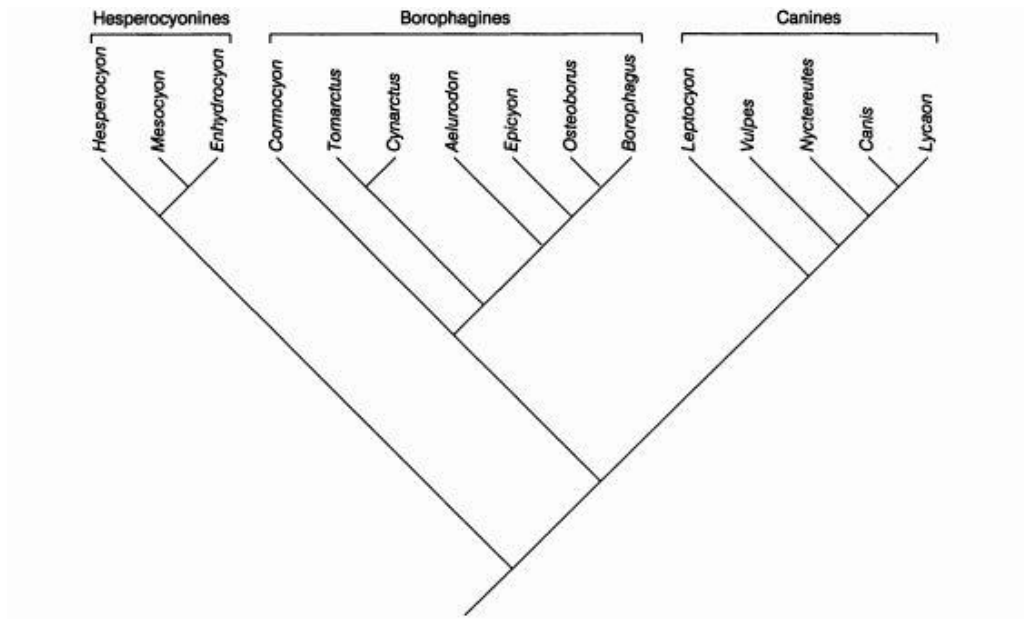 Hesperocyonines
Borophagines
Canines
Hesperocyon
Mesocyon
Enhydrocyon
Cormocyon
Tomarctus
Cynarctus
Aelurodon
Epicyon
Osteoborus
Borophagus
Leptocyon
Vulpes
Nyctereutes
Canis
Lycaon